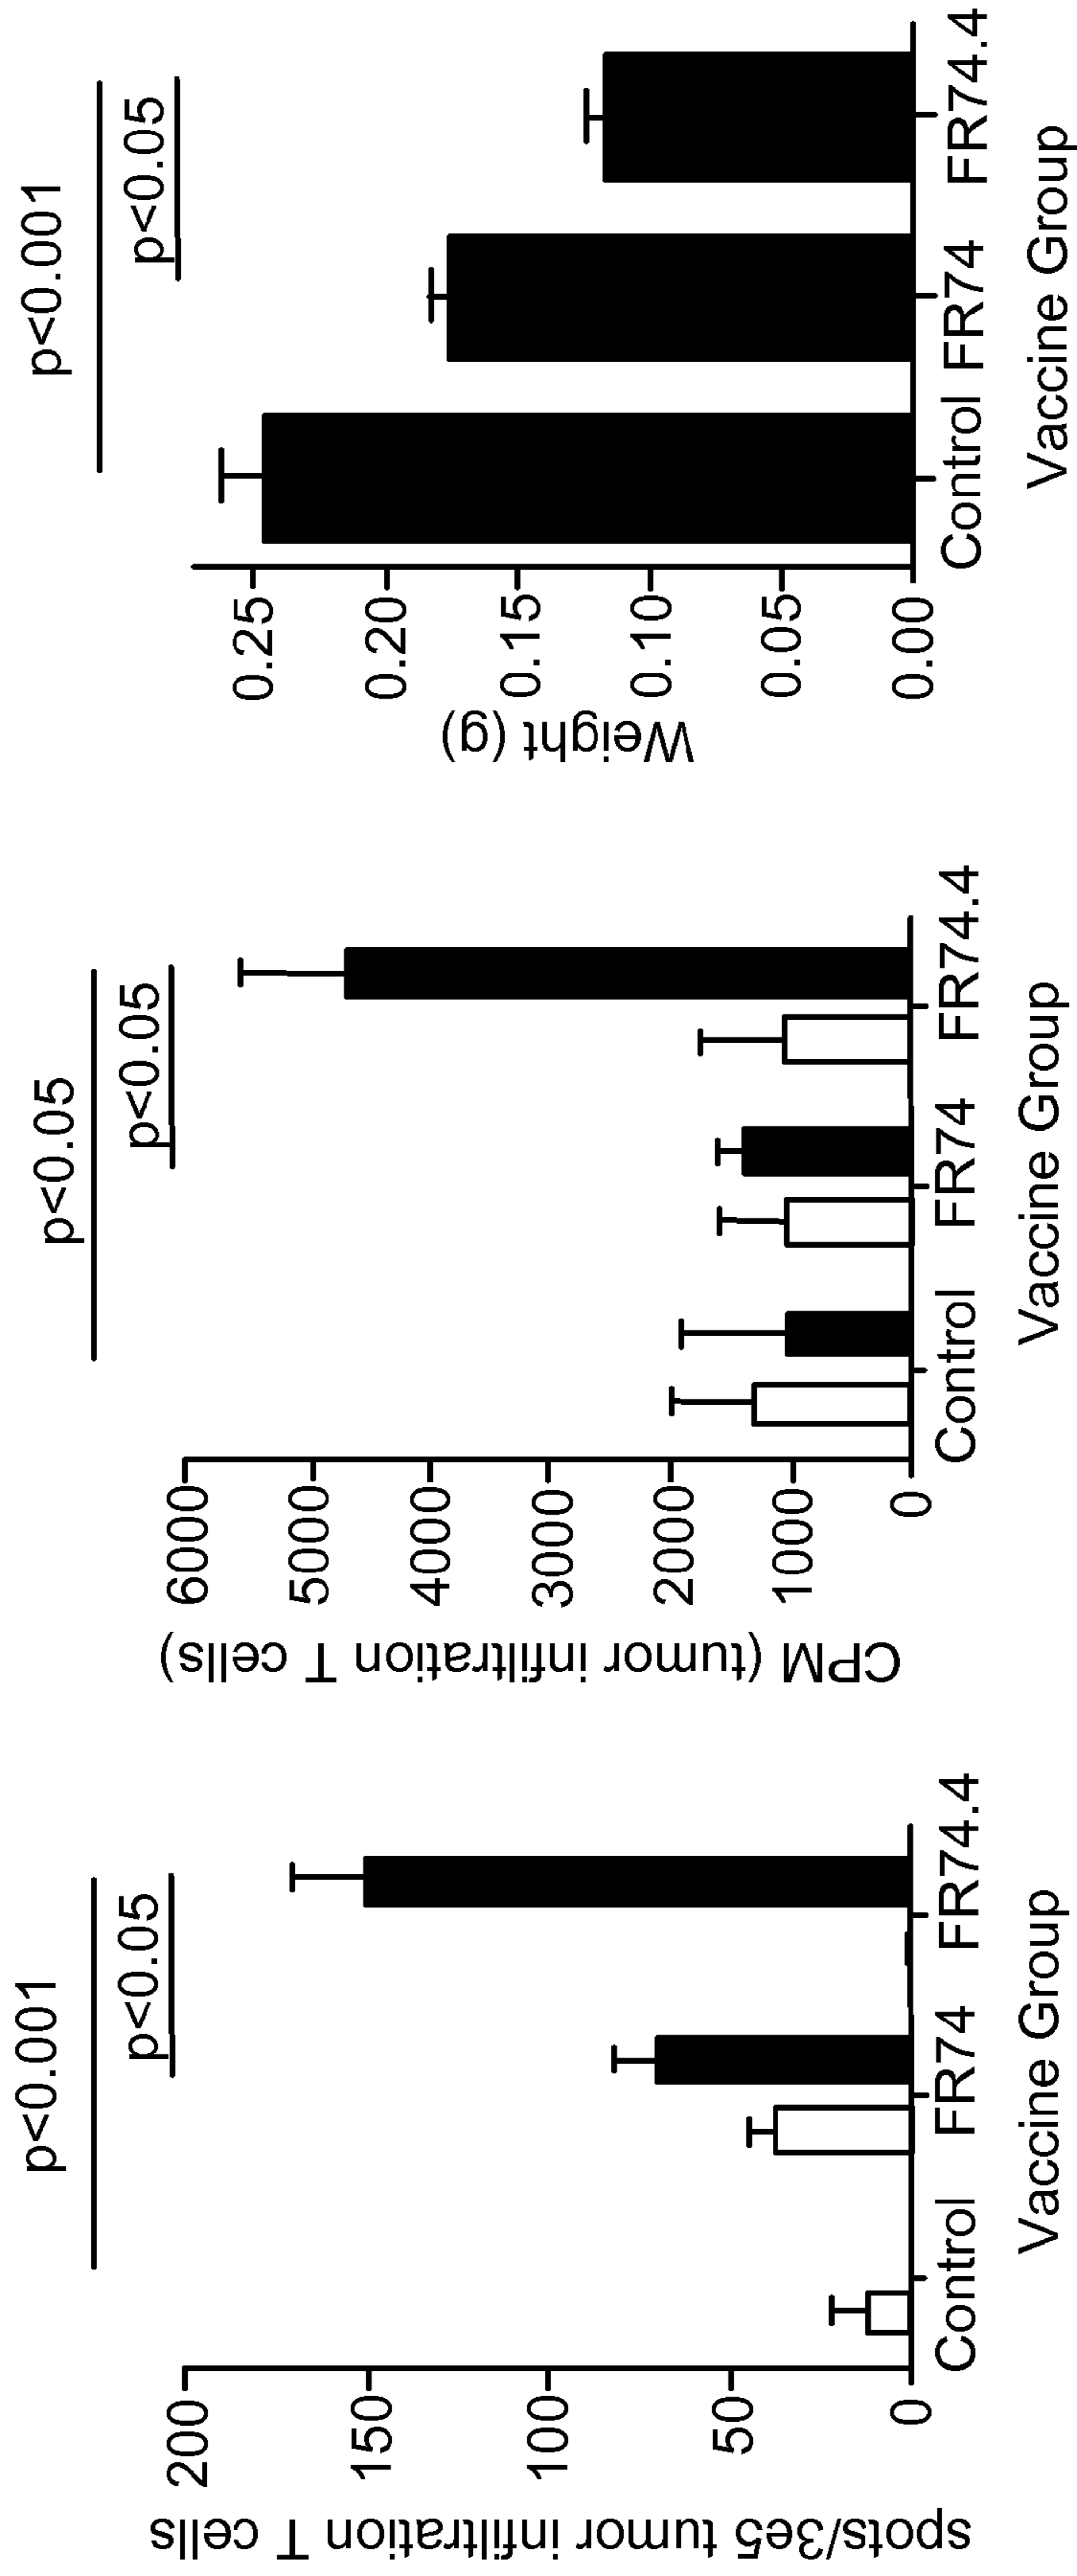 p<0.001
p<0.05
200
150
100
50
0
spots/3e5 tumor infiltration T cells
Control FR74 FR74.4
Vaccine Group
p<0.05
p<0.05
6000
5000
4000
3000
2000
1000
0
CPM (tumor infiltration T cells)
Control FR74 FR74.4
Vaccine Group
p<0.001
p<0.05
0.25
0.20
0.15
0.10
0.05
0.00
Weight (g)
Control FR74 FR74.4
Vaccine Group